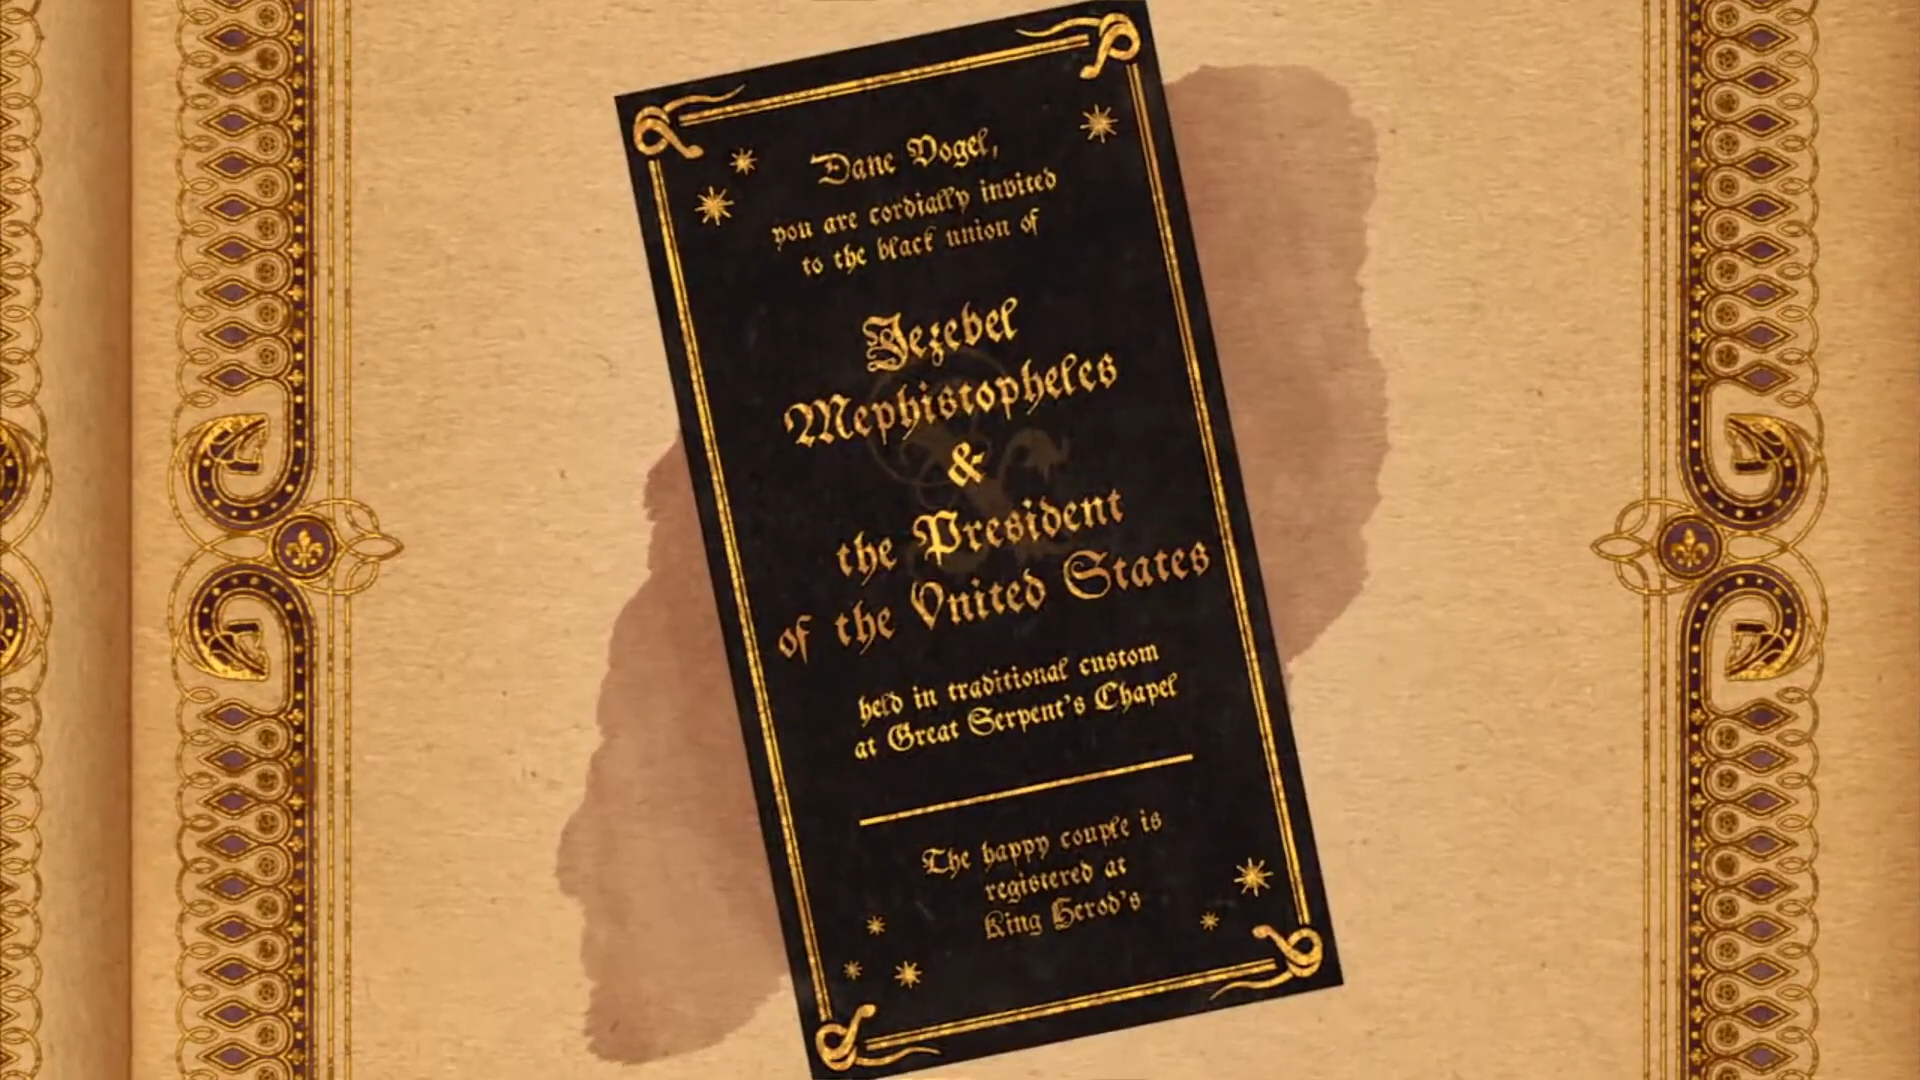 Dane Vogel,
you are cordially invited
to the black union of
Jezebel
Mephistopheles
&
the President
of the United States
held in traditional custom
at Great Serpent's Chapel
The happy couple is
registered at
King Herod's